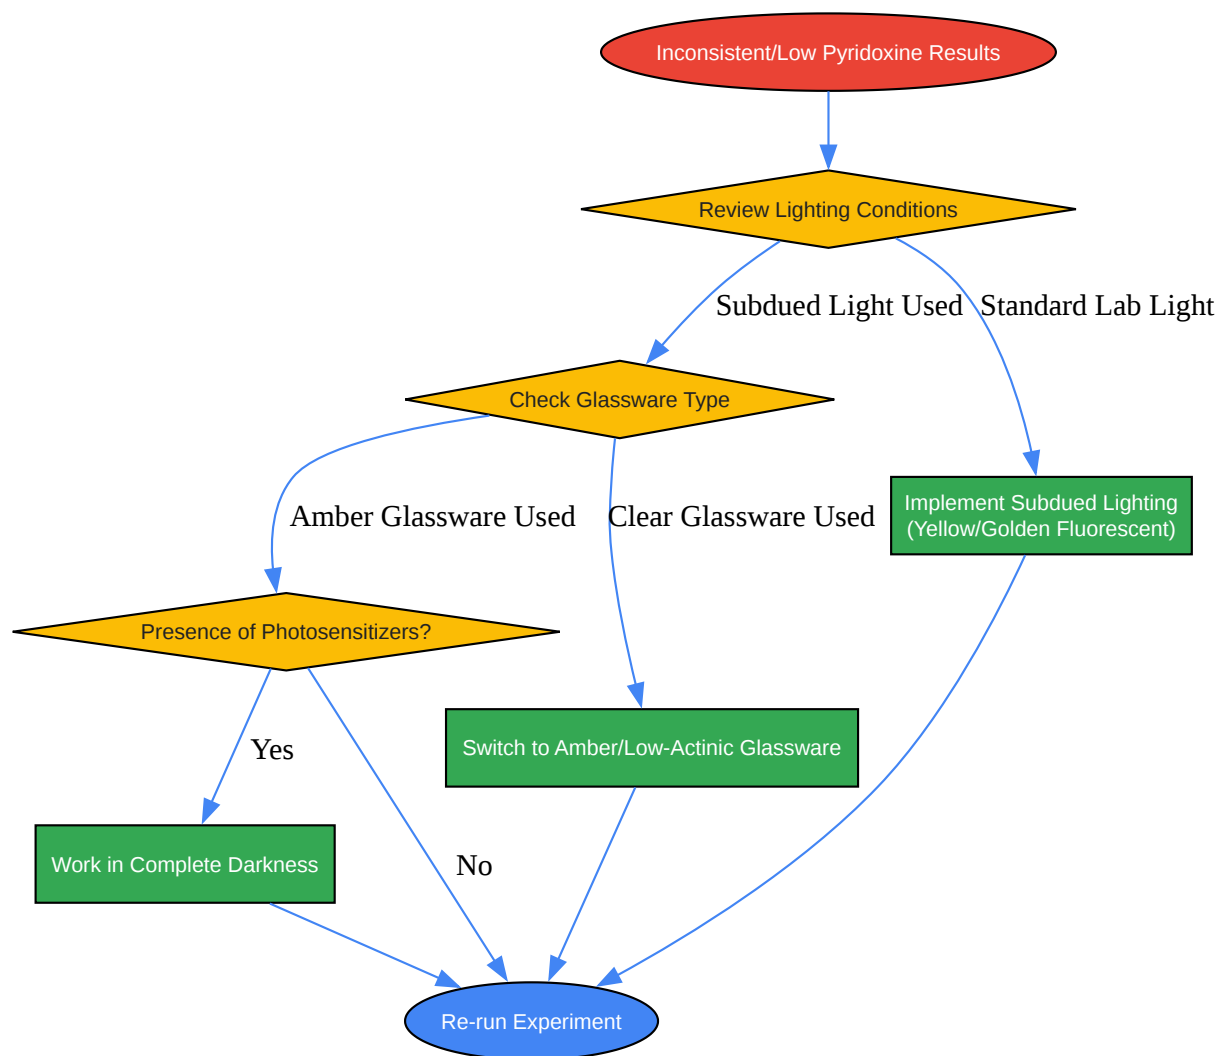 Inconsistent/Low Pyridoxine Results
Review Lighting Conditions
Subdued Light Used
Standard Lab Light
Check Glassware Type
Implement Subdued Lighting
(Yellow/Golden Fluorescent)
Amber Glassware Used
Clear Glassware Used
Presence of Photosensitizers?
Switch to Amber/Low-Actinic Glassware
Yes
Work in Complete Darkness
No
Re-run Experiment